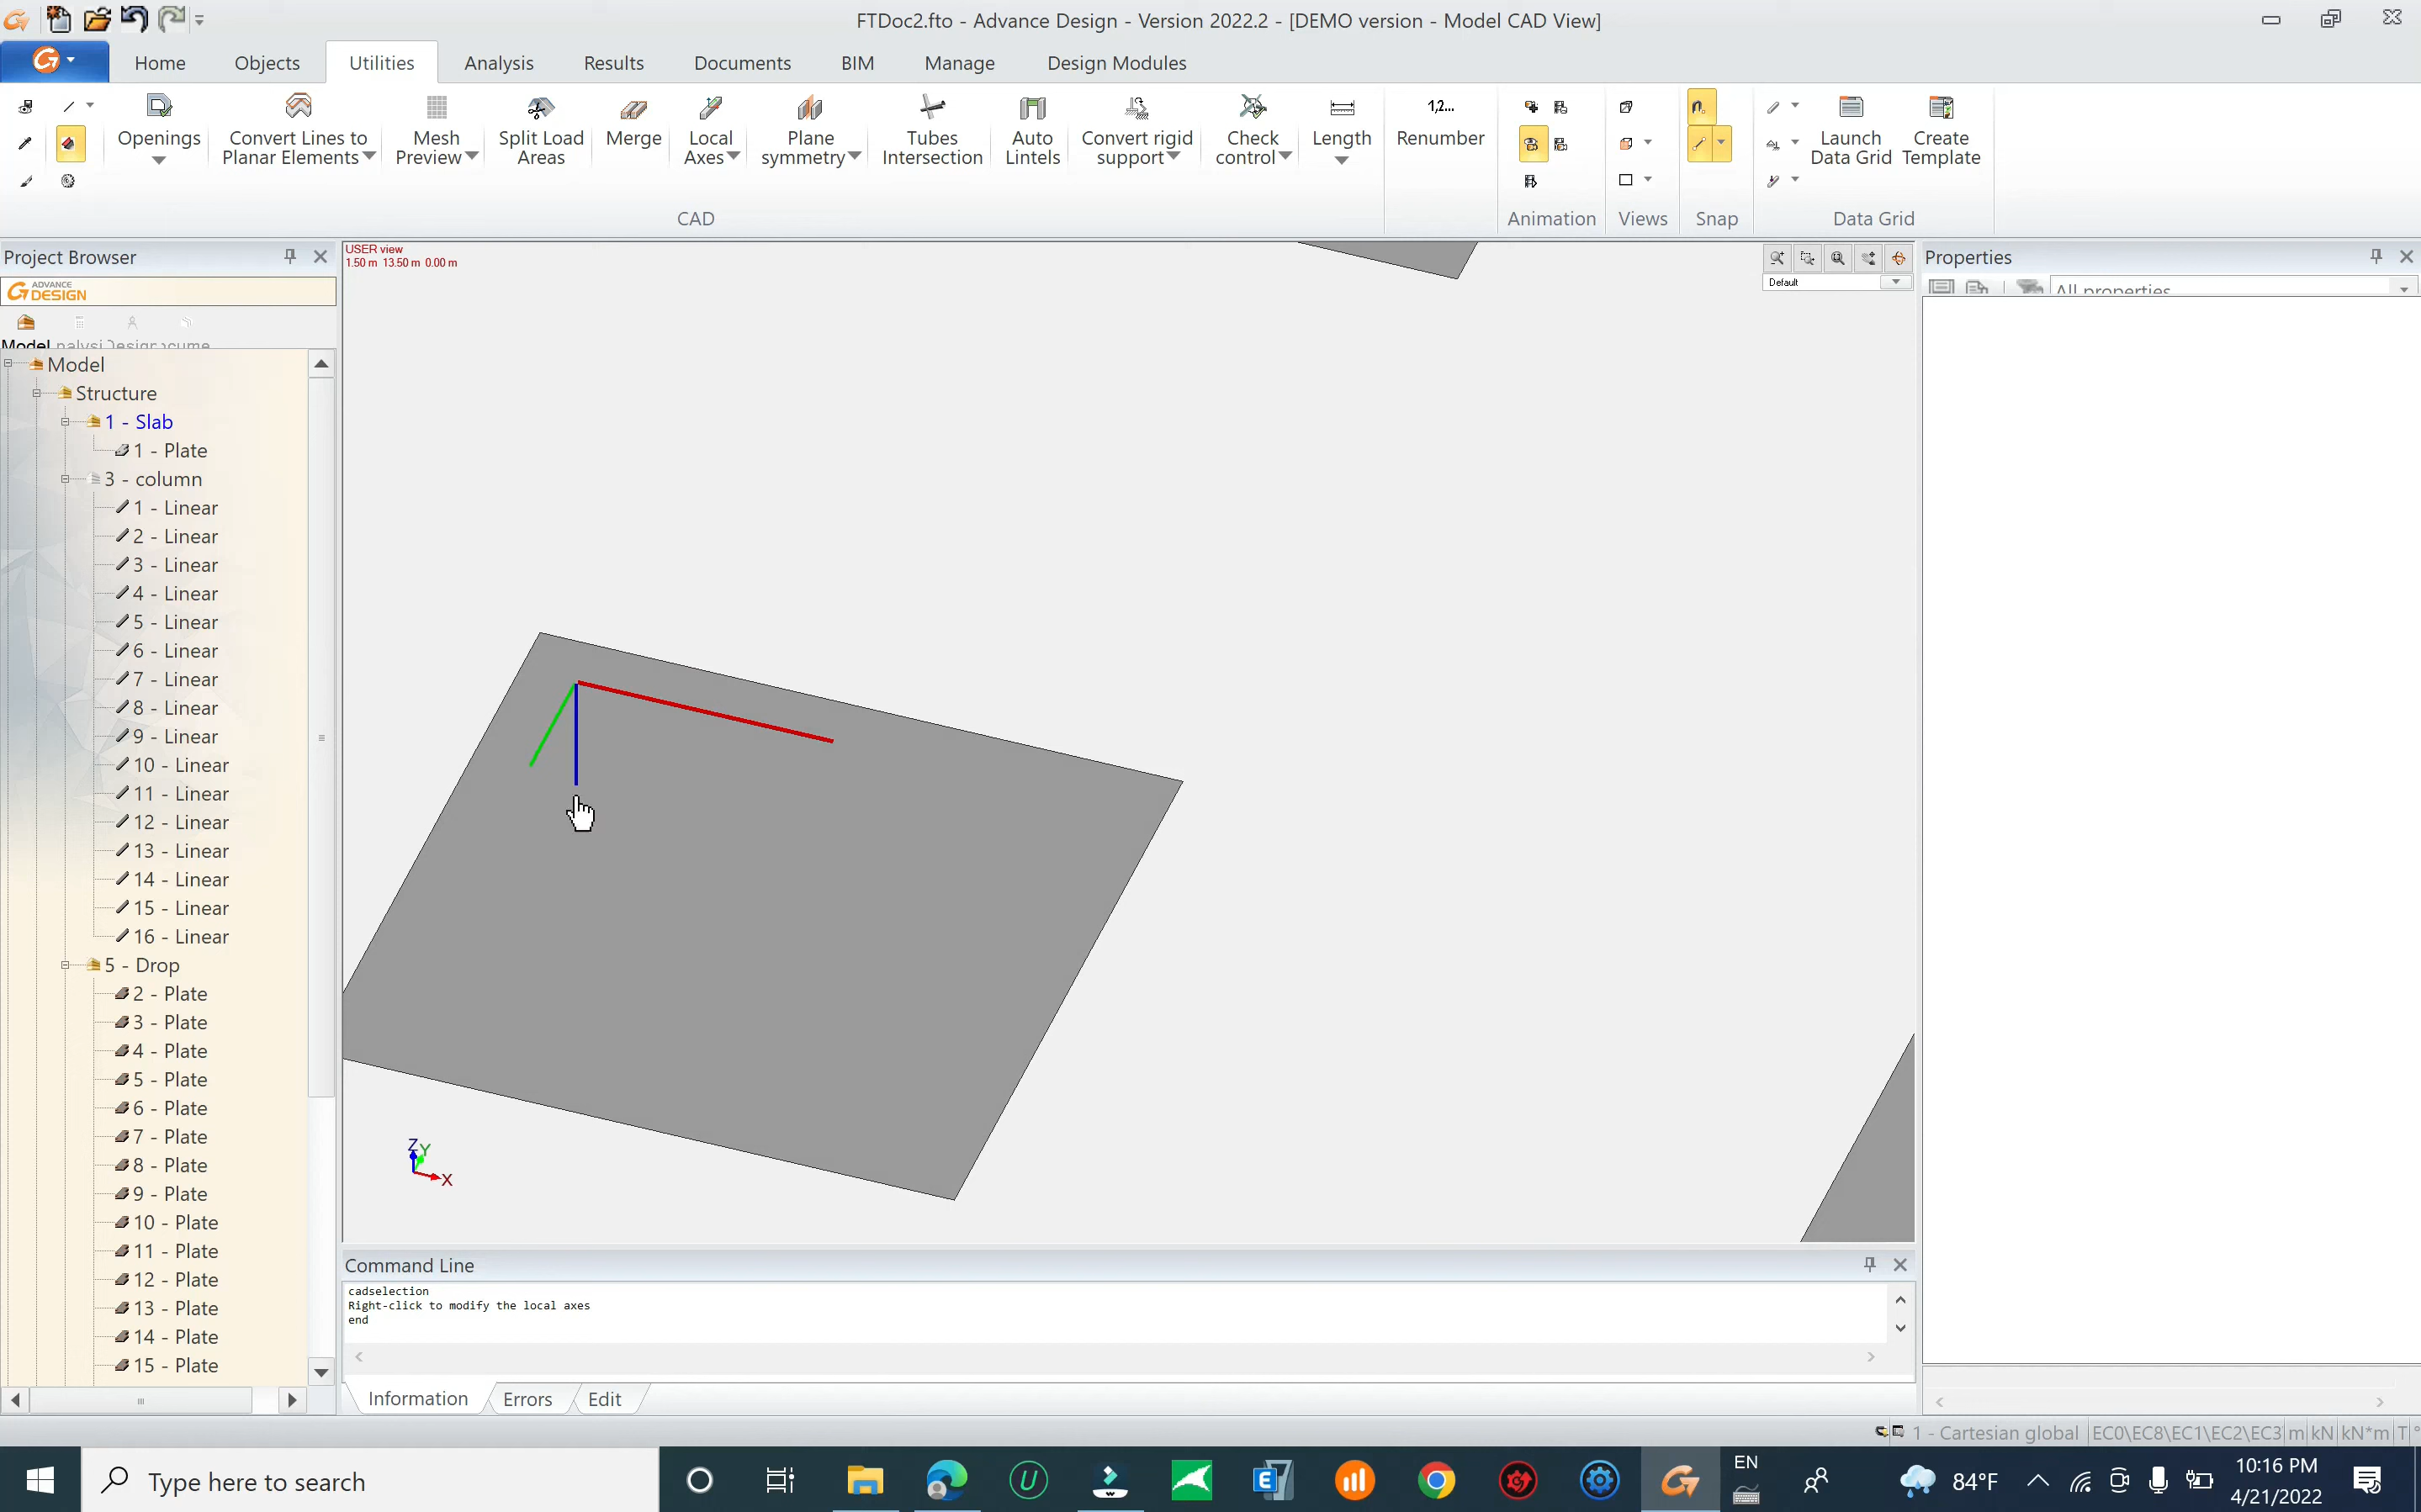 FTDoc2.fto - Advance Design - Version 2022.2 - [DEMO version - Model CAD View]
Home Objects Utilities Analysis Results Documents BIM Manage Design Modules
Openings
Convert Lines to
Planar Elements
Mesh
Preview
Split Load
Areas
Merge
Local
Axes
Plane
symmetry
Tubes
Intersection
Auto
Lintels
Convert rigid
support
Check
control
Length
1,2...
Renumber
Launch
Data Grid
Create
Template
CAD
Animation
Views
Snap
Data Grid
Project Browser
ADVANCE
DESIGN
Model
Model
Structure
1 - Slab
1 - Plate
3 - column
1 - Linear
2 - Linear
3 - Linear
4 - Linear
5 - Linear
6 - Linear
7 - Linear
8 - Linear
9 - Linear
10 - Linear
11 - Linear
12 - Linear
13 - Linear
14 - Linear
15 - Linear
16 - Linear
5 - Drop
2 - Plate
3 - Plate
4 - Plate
5 - Plate
6 - Plate
7 - Plate
8 - Plate
9 - Plate
10 - Plate
11 - Plate
12 - Plate
13 - Plate
14 - Plate
15 - Plate
USER view
1.50 m 13.50 m 0.00 m
Default
Z
Y
X
Properties
All properties
Command Line
cadselection
Right-click to modify the local axes
end
Information Errors Edit
1 - Cartesian global EC0\EC8\EC1\EC2\EC3 m kN kN*m T °
Type here to search
EN
84°F
10:16 PM
4/21/2022